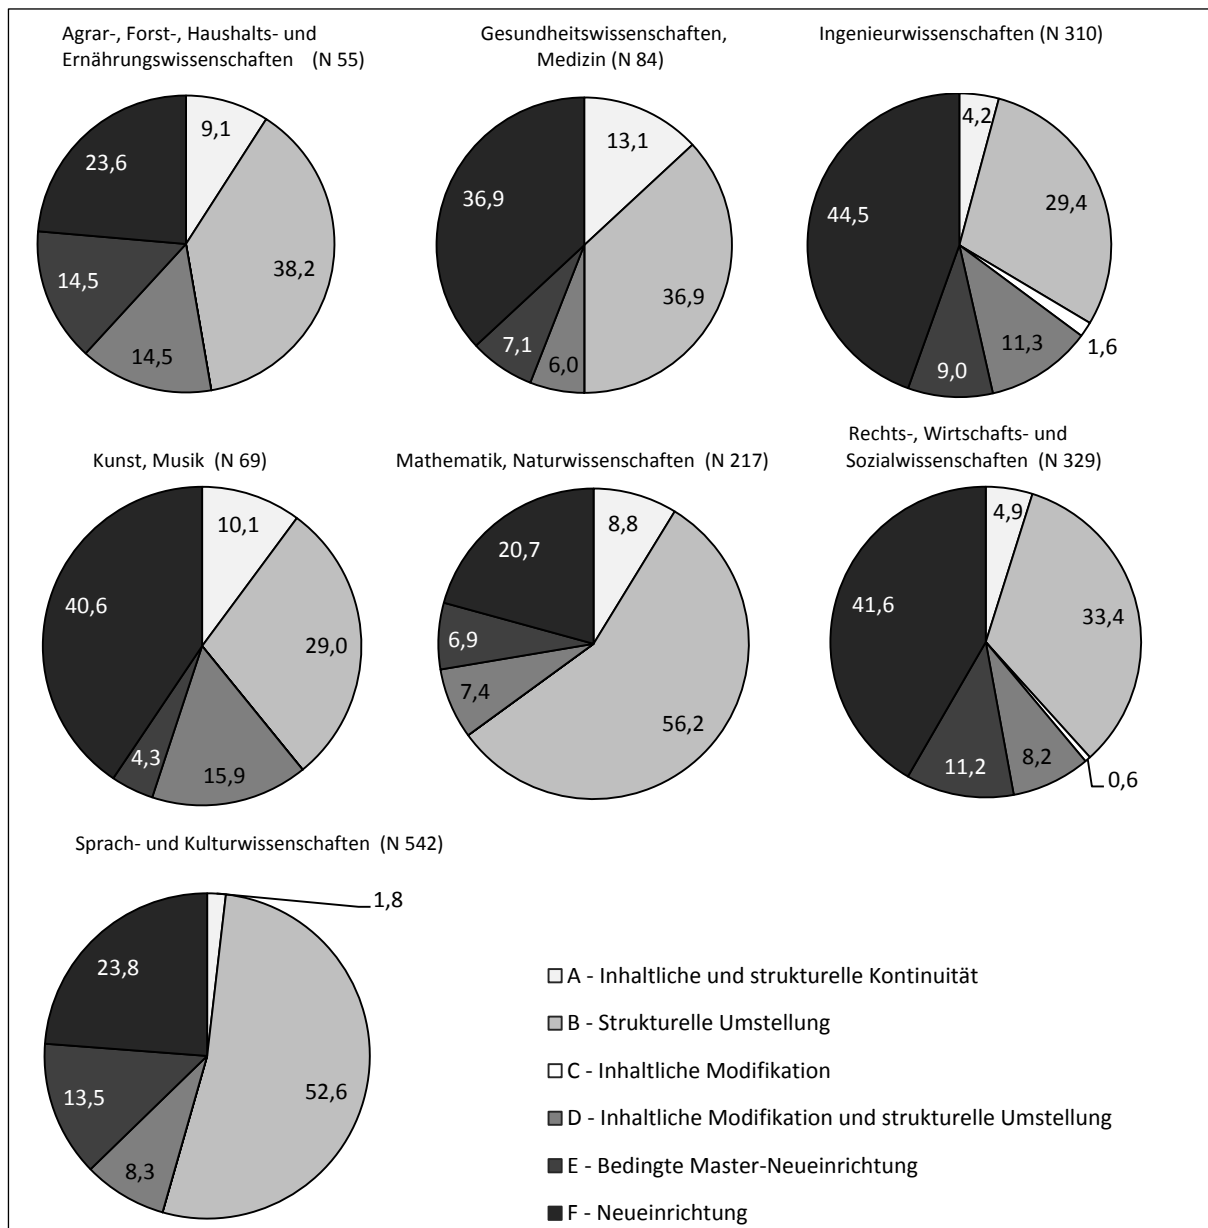 Agrar-, Forst-, Haushalts- und
Ernährungswissenschaften (N 55)
9,1
38,2
14,5
14,5
23,6
Gesundheitswissenschaften,
Medizin (N 84)
13,1
36,9
6,0
7,1
36,9
Ingenieurwissenschaften (N 310)
4,2
29,4
1,6
11,3
9,0
44,5
Kunst, Musik (N 69)
10,1
29,0
15,9
4,3
40,6
Mathematik, Naturwissenschaften (N 217)
8,8
56,2
7,4
6,9
20,7
Rechts-, Wirtschafts- und
Sozialwissenschaften (N 329)
4,9
33,4
0,6
8,2
11,2
41,6
Sprach- und Kulturwissenschaften (N 542)
1,8
52,6
8,3
13,5
23,8
A - Inhaltliche und strukturelle Kontinuität
B - Strukturelle Umstellung
C - Inhaltliche Modifikation
D - Inhaltliche Modifikation und strukturelle Umstellung
E - Bedingte Master-Neueinrichtung
F - Neueinrichtung